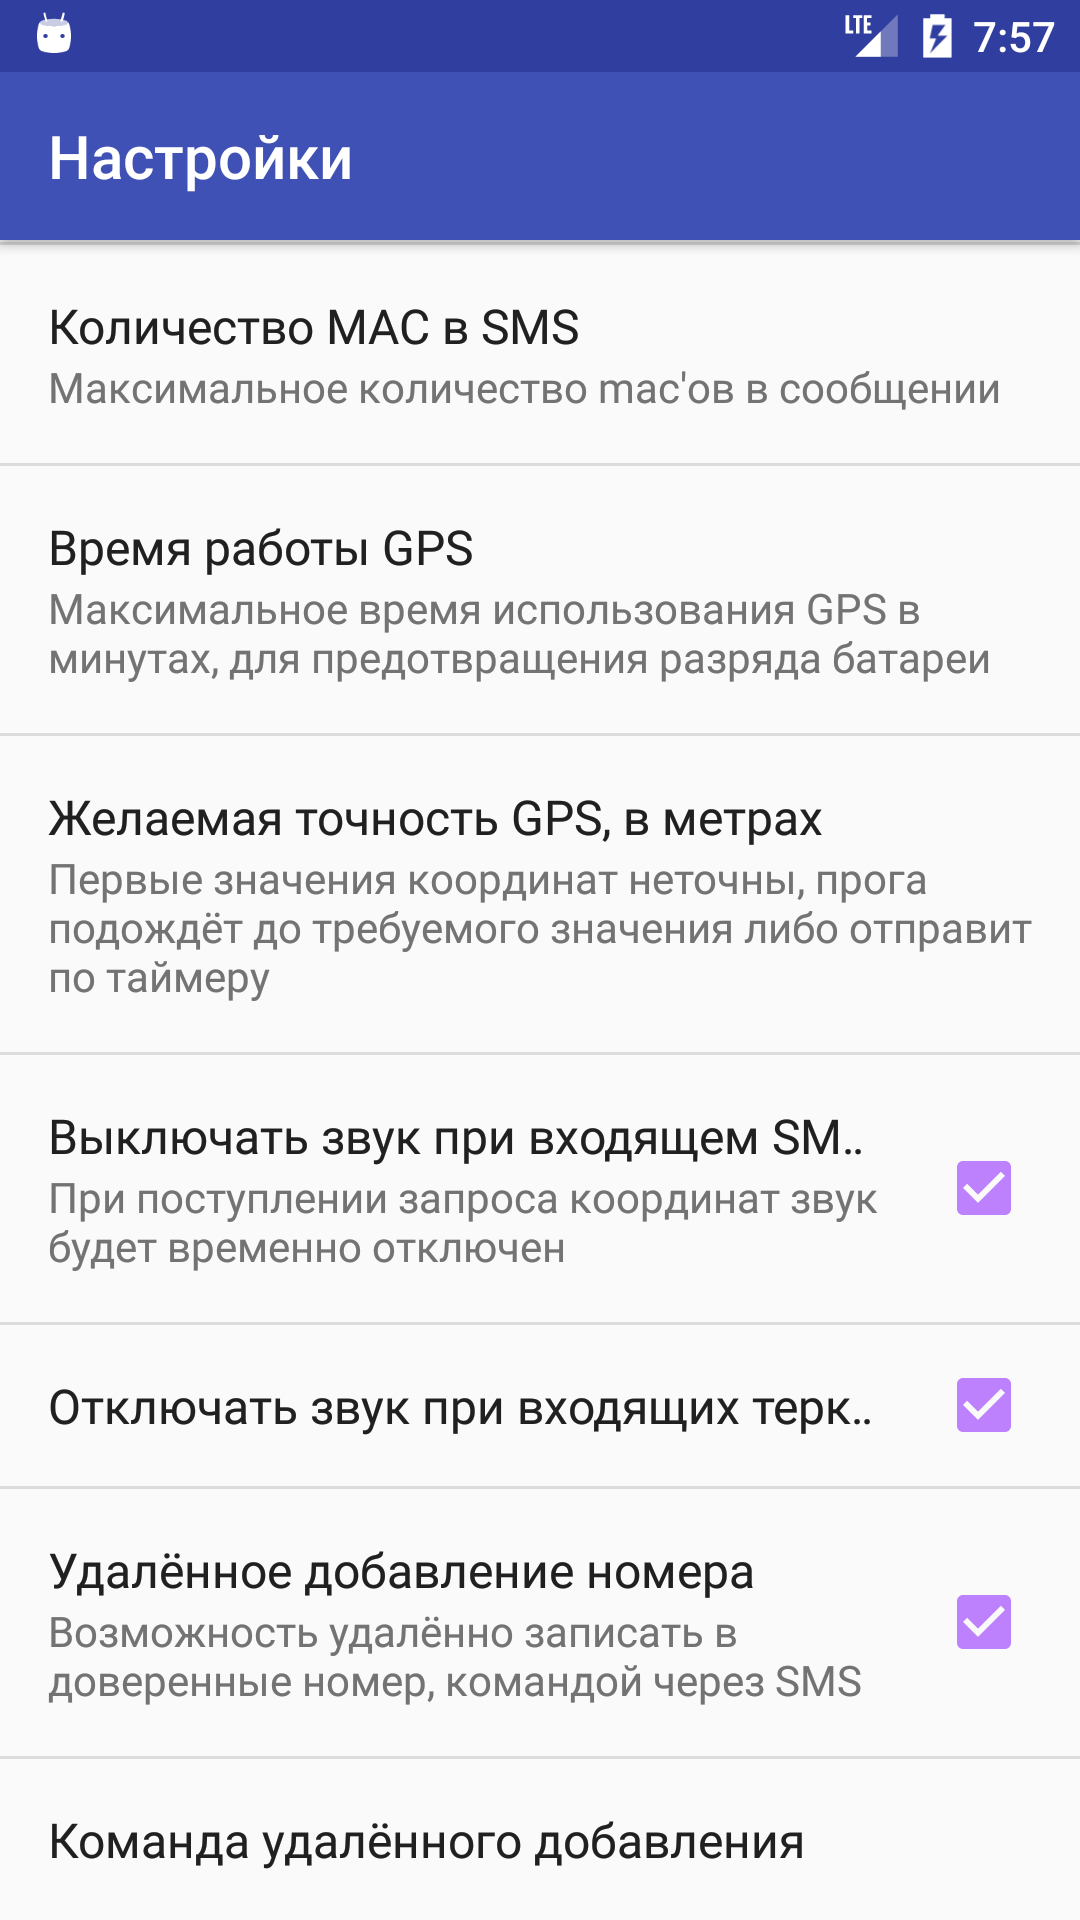 LTE 7:57
Настройки
Количество MAC в SMS
Максимальное количество mac'ов в сообщении
Время работы GPS
Максимальное время использования GPS в
минутах, для предотвращения разряда батареи
Желаемая точность GPS, в метрах
Первые значения координат неточны, прога
подождёт до требуемого значения либо отправит
по таймеру
Выключать звук при входящем SM..
При поступлении запроса координат звук
будет временно отключен
Отключать звук при входящих терк..
Удалённое добавление номера
Возможность удалённо записать в
доверенные номер, командой через SMS
Команда удалённого добавления